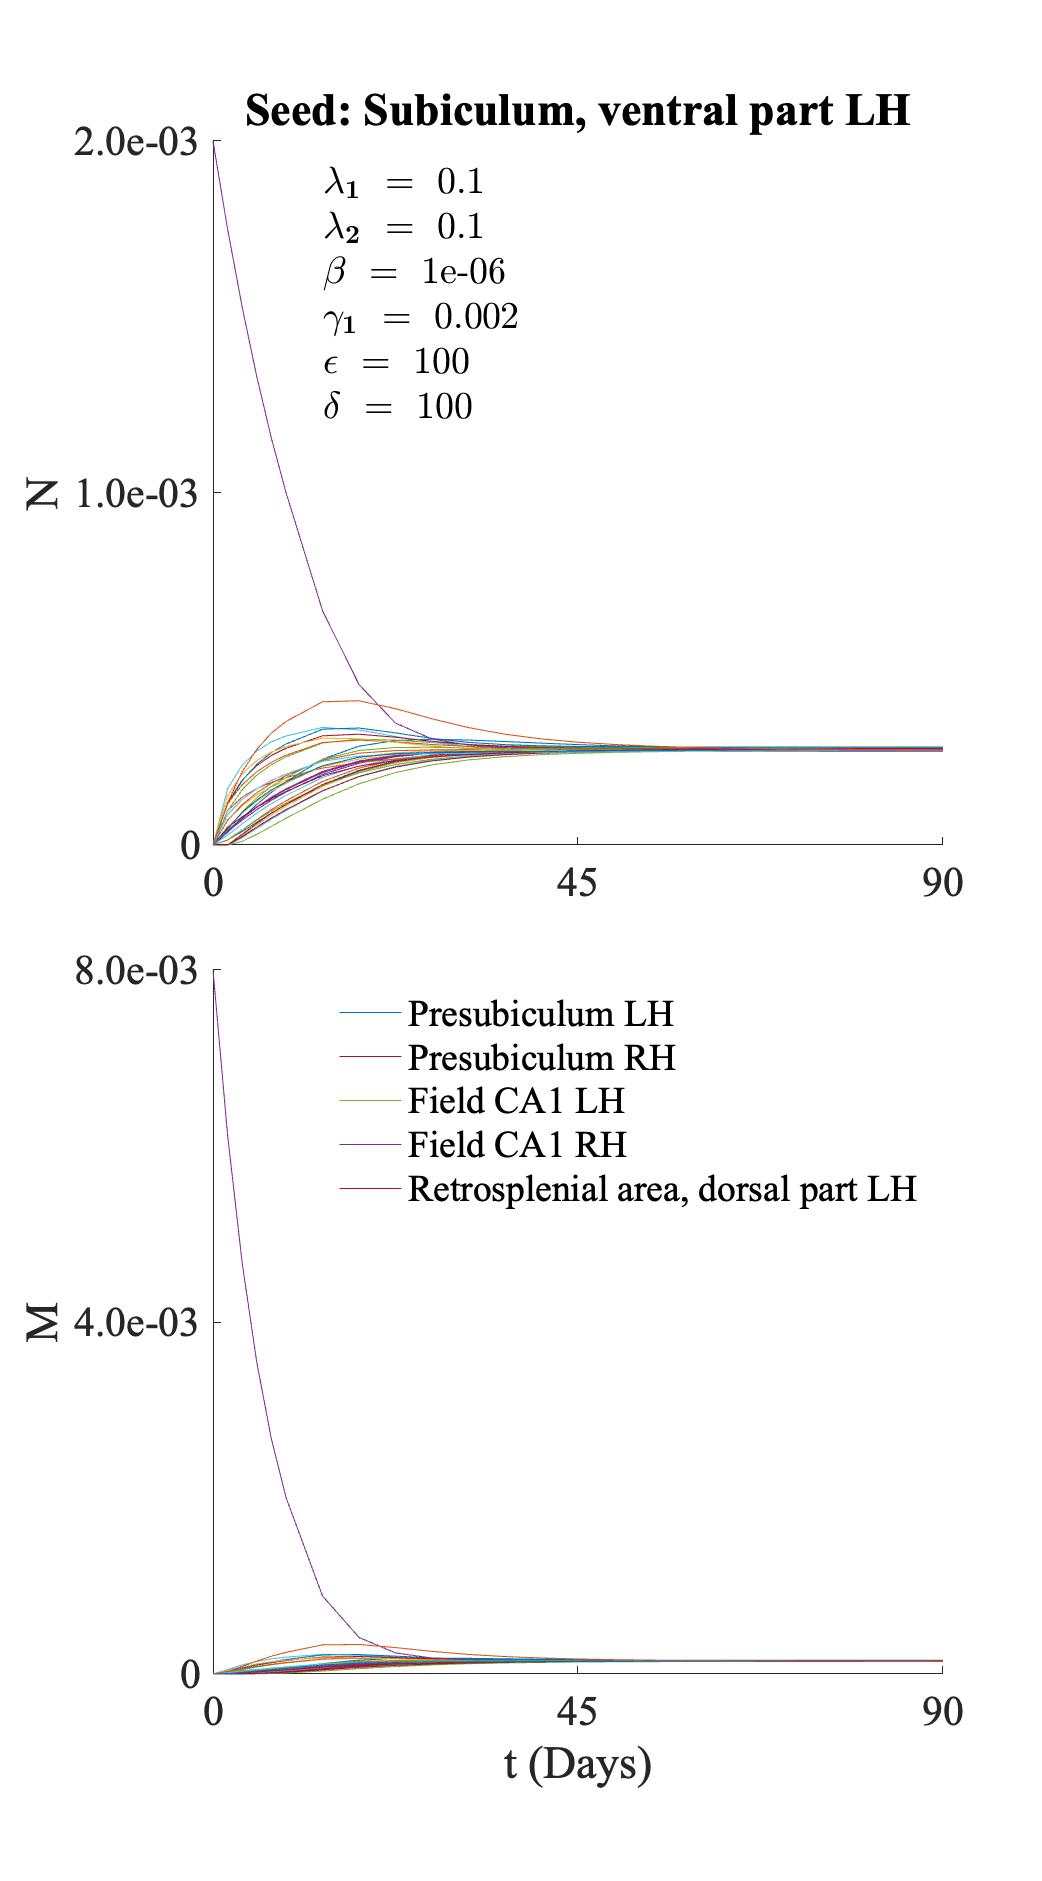 Seed: Subiculum, ventral part LH
2.0e-03
λ1 = 0.1
λ2 = 0.1
β = 1e-06
γ1 = 0.002
ϵ = 100
δ = 100
N
1.0e-03
0
0 45 90
8.0e-03
Presubiculum LH
Presubiculum RH
Field CA1 LH
Field CA1 RH
Retrosplenial area, dorsal part LH
M
4.0e-03
0
0 45 90
t (Days)